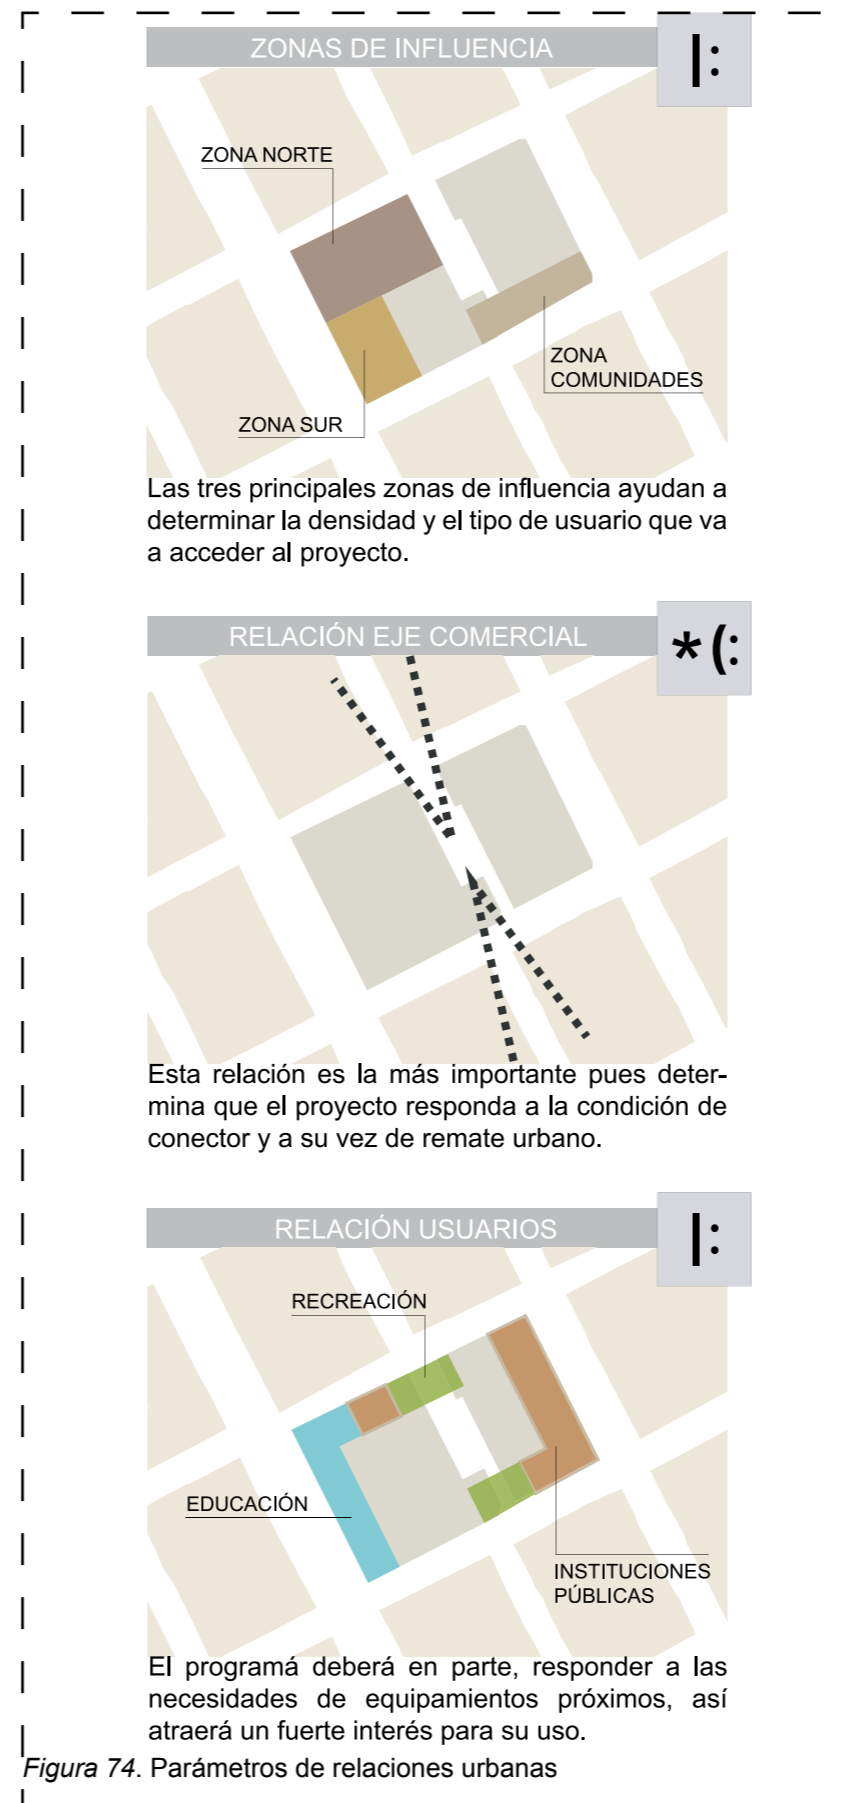 ZONAS DE INFLUENCIA
|:
ZONA NORTE
ZONA
COMUNIDADES
ZONA SUR
Las tres principales zonas de influencia ayudan a
determinar la densidad y el tipo de usuario que va
a acceder al proyecto.
RELACIÓN EJE COMERCIAL
*(:
Esta relación es la más importante pues deter-
mina que el proyecto responda a la condición de
conector y a su vez de remate urbano.
RELACIÓN USUARIOS
|:
RECREACIÓN
EDUCACIÓN
INSTITUCIONES
PÚBLICAS
El programá deberá en parte, responder a las
necesidades de equipamientos próximos, así
atraerá un fuerte interés para su uso.
Figura 74. Parámetros de relaciones urbanas